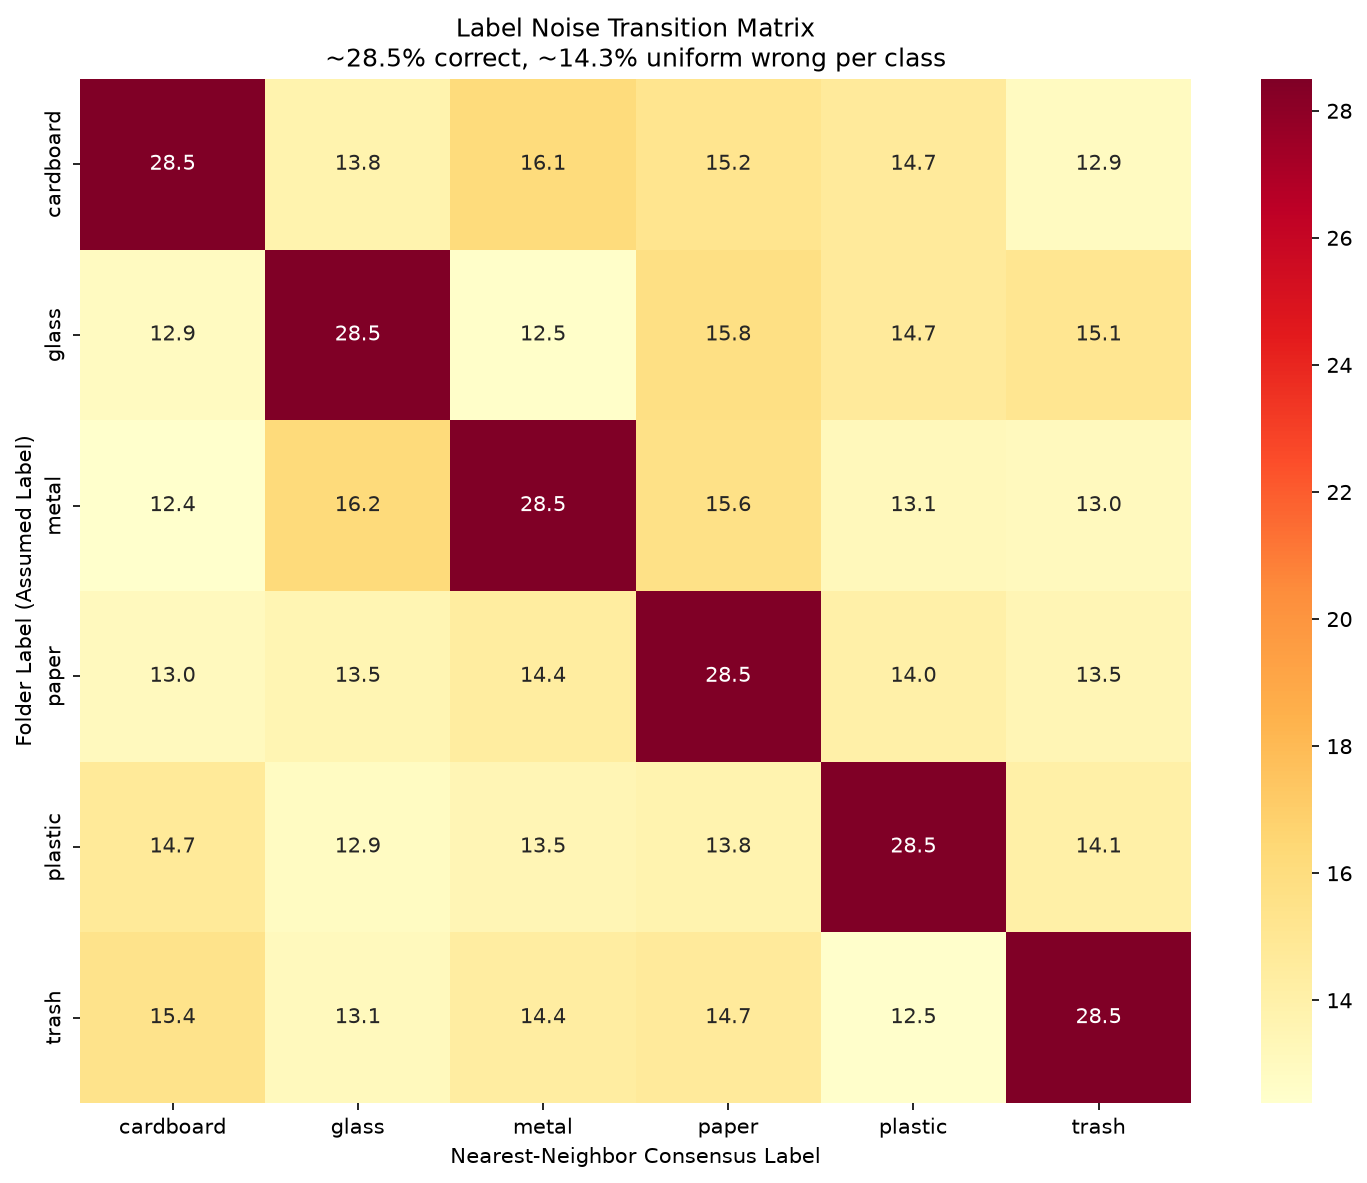 Label Noise Transition Matrix
~28.5% correct, ~14.3% uniform wrong per class
Folder Label (Assumed Label)
cardboard 28.5 13.8 16.1 15.2 14.7 12.9
glass 12.9 28.5 12.5 15.8 14.7 15.1
metal 12.4 16.2 28.5 15.6 13.1 13.0
paper 13.0 13.5 14.4 28.5 14.0 13.5
plastic 14.7 12.9 13.5 13.8 28.5 14.1
trash 15.4 13.1 14.4 14.7 12.5 28.5
cardboard glass metal paper plastic trash
Nearest-Neighbor Consensus Label
28
26
24
22
20
18
16
14